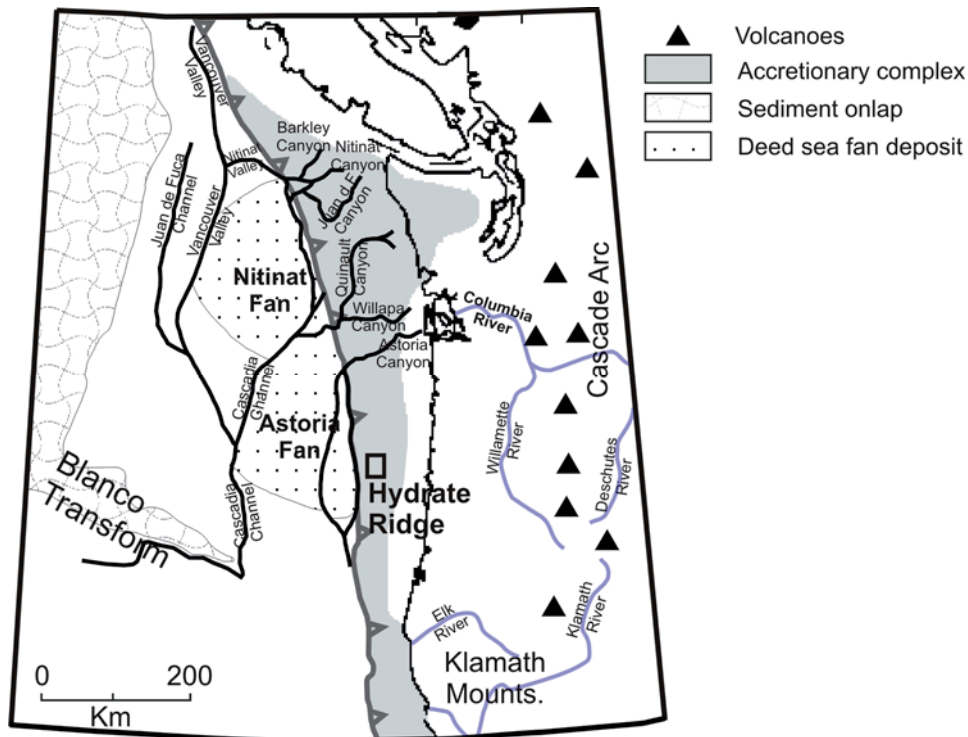 Volcanoes
Accretionary complex
Sediment onlap
Deed sea fan deposit
Vancouver
Valley
Barkley
Canyon
Nitinat
Canyon
Nitinat
Valley
Juan d F.
Canyon
Juan de Fuca
Channel
Vancouver
Valley
Quinault
Canyon
Nitinat
Fan
Willapa
Canyon
Astoria
Canyon
Columbia
River
Cascade Arc
Cascadia
Ghannel
Astoria
Fan
Willamette
River
Deschutes
River
Hydrate
Ridge
Blanco
Transform
Cascadia
Channel
Elk
River
Klamath
River
Klamath
Mounts.
0 200
Km